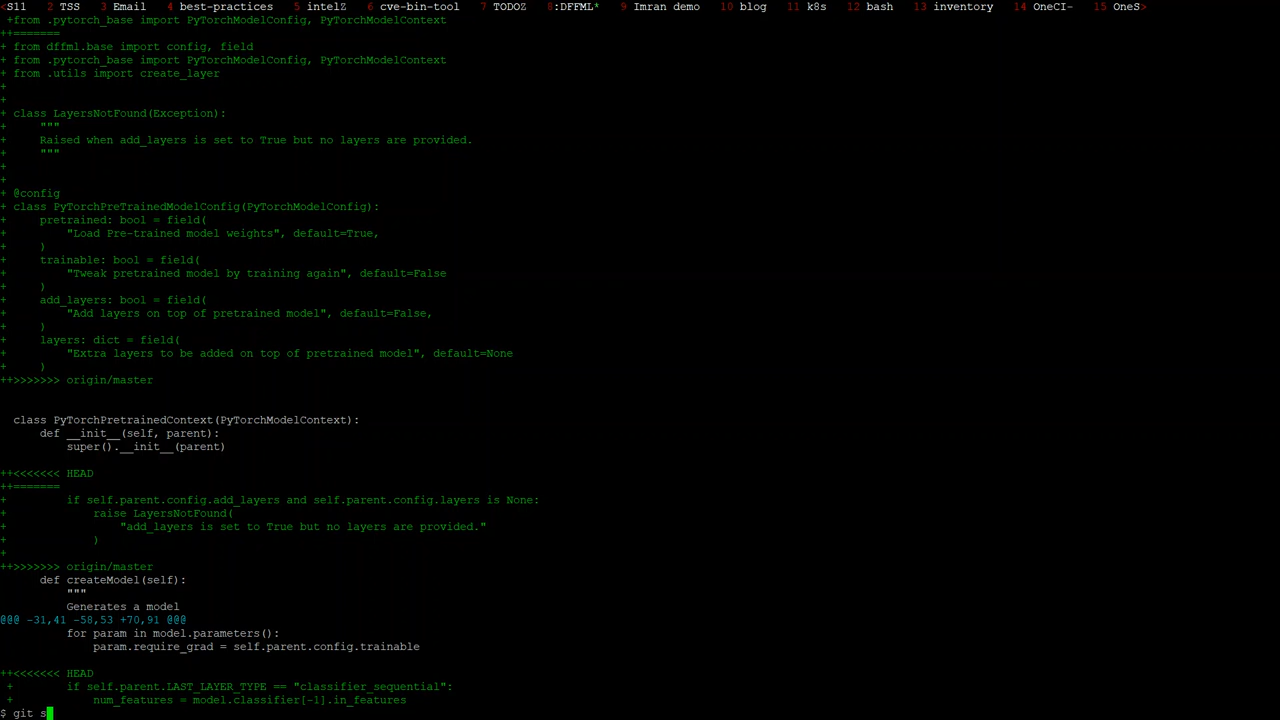 <S11  2 TSS  3 Email  4 best-practices  5 intelZ  6 cve-bin-tool  7 TODOZ  8:DFFML*  9 Imran demo  10 blog  11 k8s  12 bash  13 inventory  14 OneCI-  15 OneS>
 +from .pytorch_base import PyTorchModelConfig, PyTorchModelContext
++=======
+ from dffml.base import config, field
+ from .pytorch_base import PyTorchModelConfig, PyTorchModelContext
+ from .utils import create_layer
+
+
+ class LayersNotFound(Exception):
+     """
+     Raised when add_layers is set to True but no layers are provided.
+     """
+
+
+ @config
+ class PyTorchPreTrainedModelConfig(PyTorchModelConfig):
+     pretrained: bool = field(
+         "Load Pre-trained model weights", default=True,
+     )
+     trainable: bool = field(
+         "Tweak pretrained model by training again", default=False
+     )
+     add_layers: bool = field(
+         "Add layers on top of pretrained model", default=False,
+     )
+     layers: dict = field(
+         "Extra layers to be added on top of pretrained model", default=None
+     )
++>>>>>>> origin/master
  class PyTorchPretrainedContext(PyTorchModelContext):
      def __init__(self, parent):
          super().__init__(parent)
++<<<<<<< HEAD
++=======
+         if self.parent.config.add_layers and self.parent.config.layers is None:
+             raise LayersNotFound(
+                 "add_layers is set to True but no layers are provided."
+             )
+
++>>>>>>> origin/master
      def createModel(self):
          """
          Generates a model
@@@ -31,41 -58,53 +70,91 @@@
          for param in model.parameters():
              param.require_grad = self.parent.config.trainable
++<<<<<<< HEAD
 +        if self.parent.LAST_LAYER_TYPE == "classifier_sequential":
 +            num_features = model.classifier[-1].in_features
$ git s